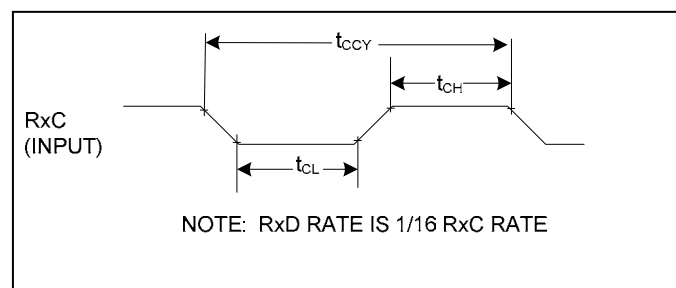 tCCY
tCH
RxC
(INPUT)
tCL
NOTE: RxD RATE IS 1/16 RxC RATE